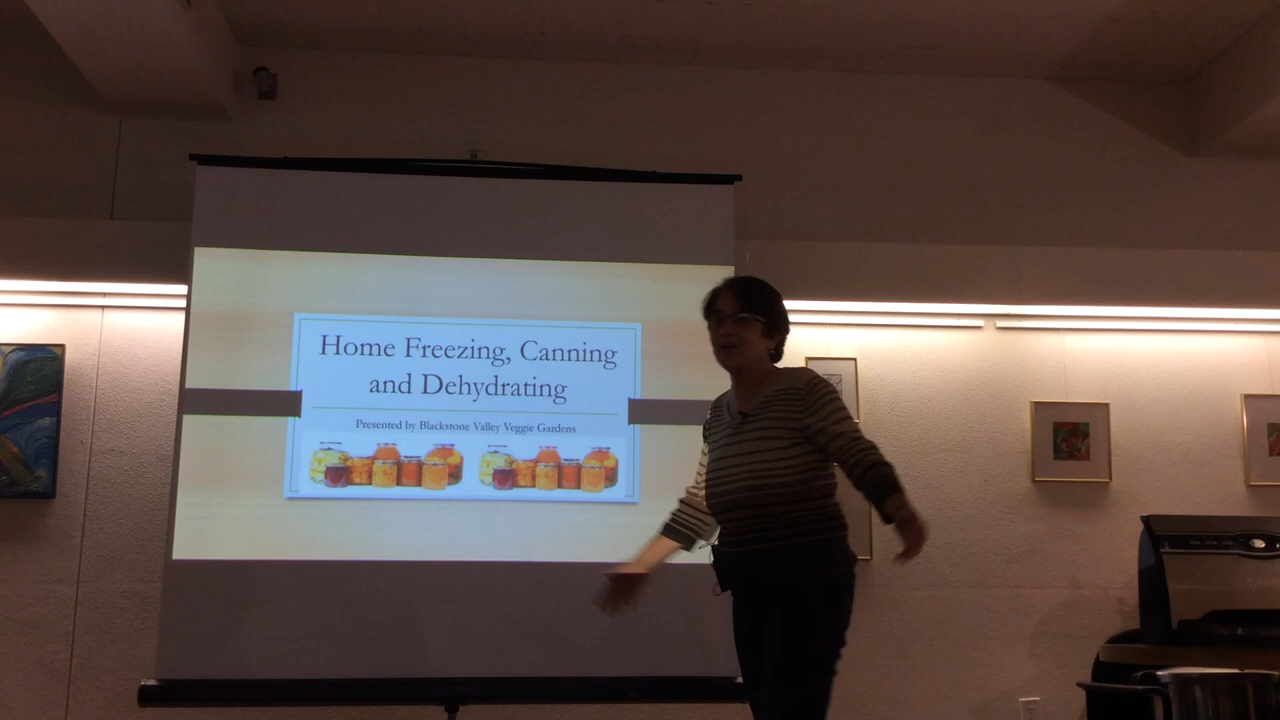 Home Freezing, Canning
and Dehydrating
Presented by Blackstone Valley Veggie Gardens